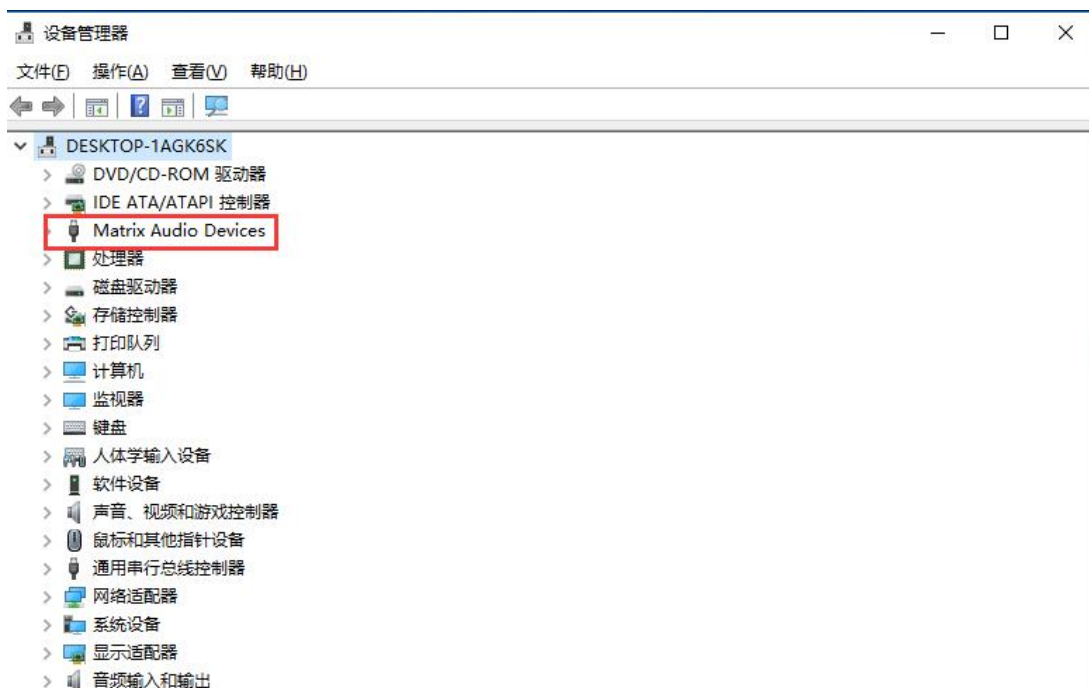 设备管理器
文件(F) 操作(A) 查看(V) 帮助(H)
DESKTOP-1AGK6SK
DVD/CD-ROM 驱动器
IDE ATA/ATAPI 控制器
Matrix Audio Devices
处理器
磁盘驱动器
存储控制器
打印队列
计算机
监视器
键盘
人体学输入设备
软件设备
声音、视频和游戏控制器
鼠标和其他指针设备
通用串行总线控制器
网络适配器
系统设备
显示适配器
音频输入和输出